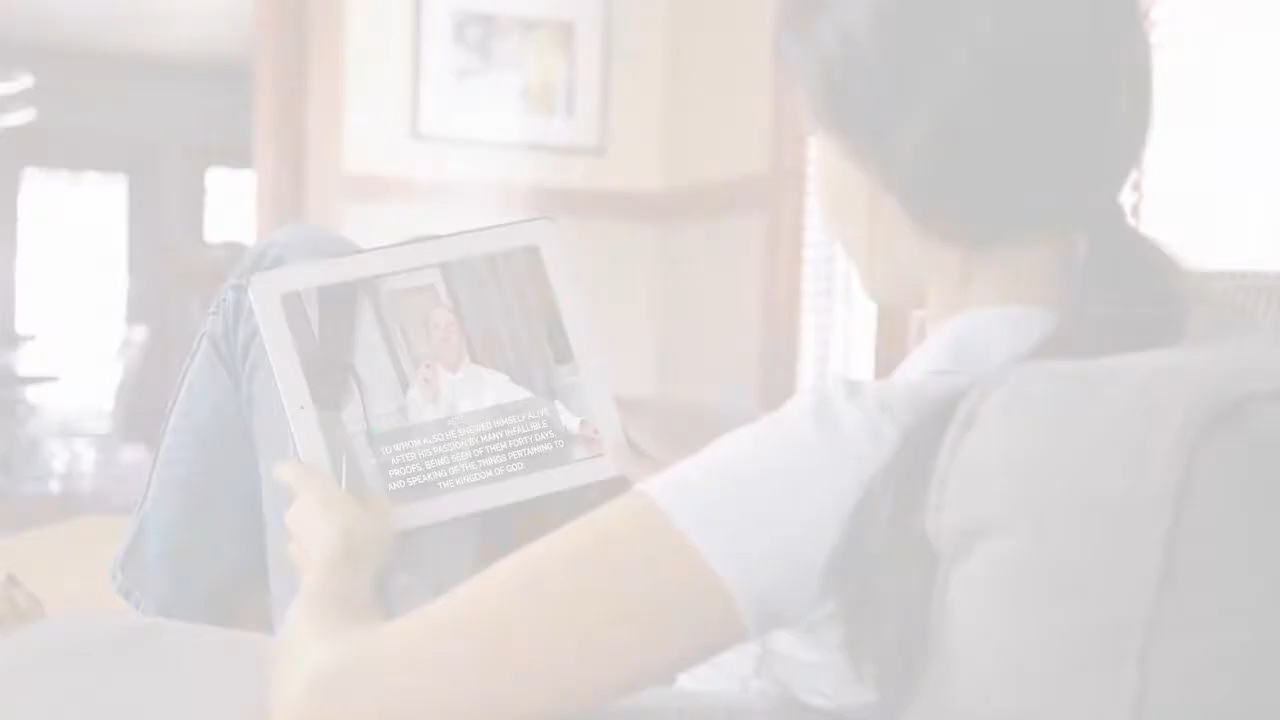 TO WHOM ALSO HE SHEWED HIMSELF ALIVE
AFTER HIS PASSION BY MANY INFALLIBLE
PROOFS, BEING SEEN OF THEM FORTY DAYS,
AND SPEAKING OF THE THINGS PERTAINING TO
THE KINGDOM OF GOD: